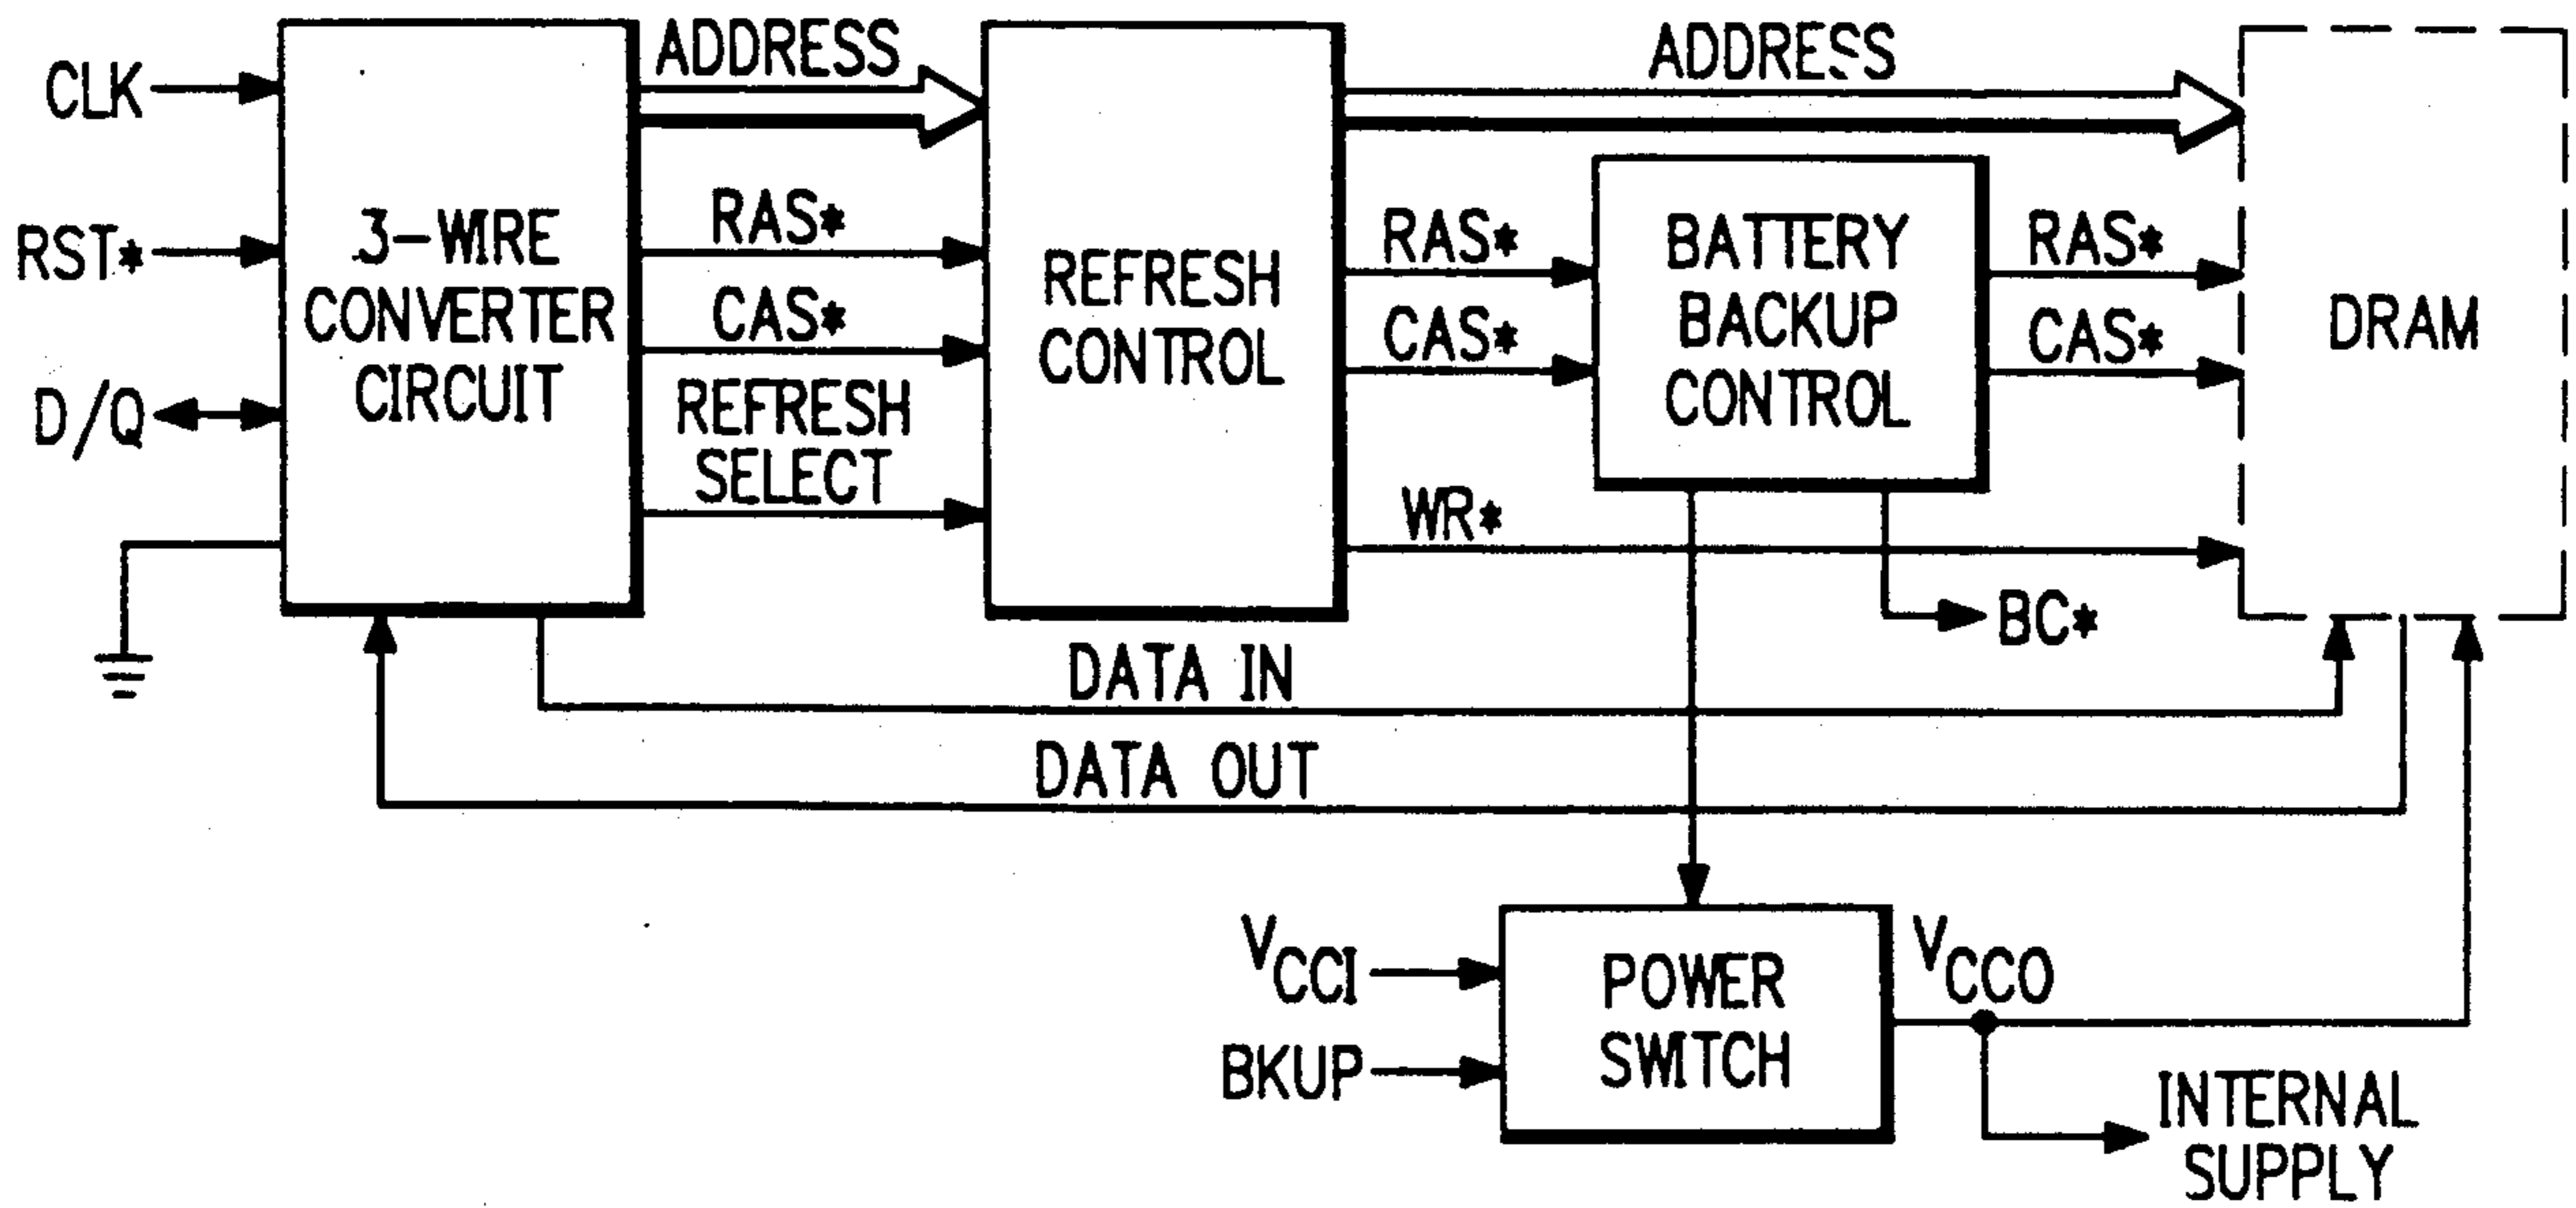 CLK
RST*
D/Q
3-WIRE
CONVERTER
CIRCUIT
ADDRESS
RAS*
CAS*
REFRESH
SELECT
REFRESH
CONTROL
ADDRESS
RAS*
CAS*
WR*
BATTERY
BACKUP
CONTROL
RAS*
CAS*
DRAM
BC*
DATA IN
DATA OUT
VCCI
BKUP
POWER
SWITCH
VCCO
INTERNAL
SUPPLY